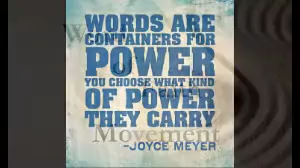 WORDS ARE
CONTAINERS FOR
POWER
YOU CHOOSE WHAT KIND
OF POWER
THEY CARRY
Movement
-JOYCE MEYER